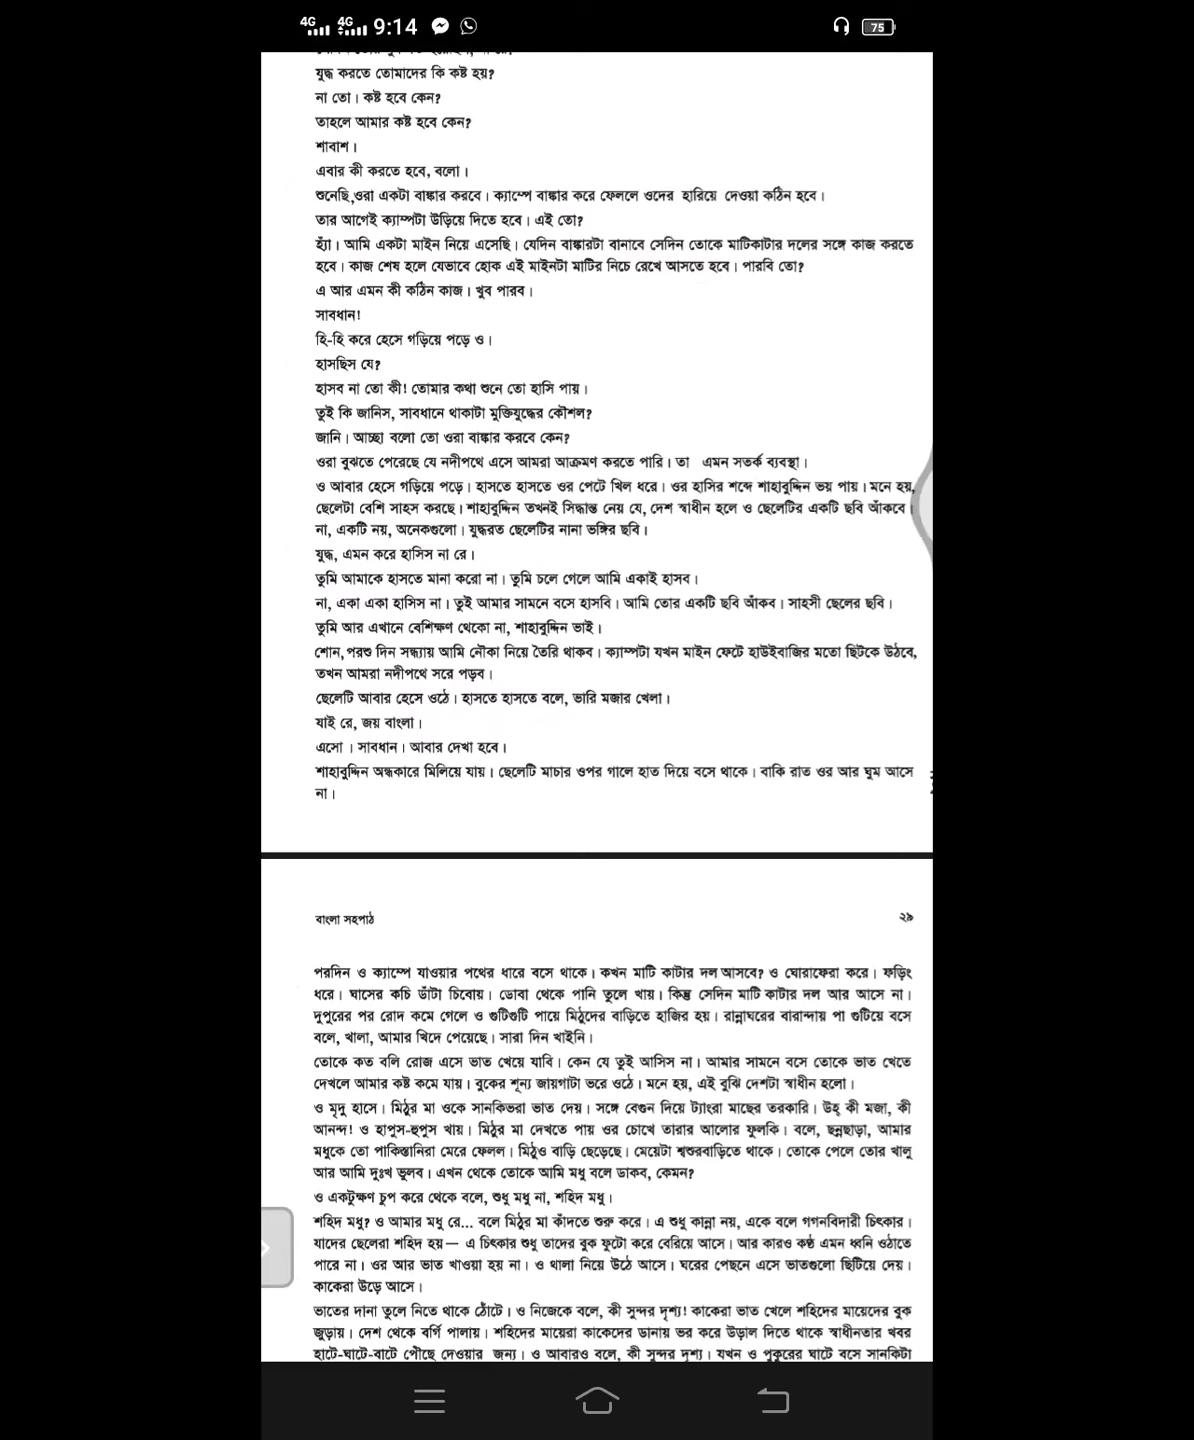 4G 4G 9:14 75
যুদ্ধ করতে তোমাদের কি কষ্ট হয়?
না তো। কষ্ট হবে কেন?
তাহলে আমার কষ্ট হবে কেন?
শাবাশ।
এবার কী করতে হবে, বলো।
শুনেছি,ওরা একটা বাঙ্কার করবে। ক্যাম্পে বাঙ্কার করে ফেললে ওদের হারিয়ে দেওয়া কঠিন হবে।
তার আগেই ক্যাম্পটা উড়িয়ে দিতে হবে। এই তো?
হ্যাঁ। আমি একটা মাইন নিয়ে এসেছি। যেদিন বাঙ্কারটা বানাবে সেদিন তোকে মাটিকাটার দলের সঙ্গে কাজ করতে
হবে। কাজ শেষ হলে যেভাবে হোক এই মাইনটা মাটির নিচে রেখে আসতে হবে। পারবি তো?
এ আর এমন কী কঠিন কাজ। খুব পারব।
সাবধান!
হি-হি করে হেসে গড়িয়ে পড়ে ও।
হাসছিস যে?
হাসব না তো কী! তোমার কথা শুনে তো হাসি পায়।
তুই কি জানিস, সাবধানে থাকাটা মুক্তিযুদ্ধের কৌশল?
জানি। আচ্ছা বলো তো ওরা বাঙ্কার করবে কেন?
ওরা বুঝতে পেরেছে যে নদীপথে এসে আমরা আক্রমণ করতে পারি। তা এমন সতর্ক ব্যবস্থা।
ও আবার হেসে গড়িয়ে পড়ে। হাসতে হাসতে ওর পেটে খিল ধরে। ওর হাসির শব্দে শাহাবুদ্দিন ভয় পায়। মনে হয়,
ছেলেটা বেশি সাহস করছে। শাহাবুদ্দিন তখনই সিদ্ধান্ত নেয় যে, দেশ স্বাধীন হলে ও ছেলেটির একটি ছবি আঁকবে।
না, একটি নয়, অনেকগুলো। যুদ্ধরত ছেলেটির নানা ভঙ্গির ছবি।
যুদ্ধ, এমন করে হাসিস না রে।
তুমি আমাকে হাসতে মানা করো না। তুমি চলে গেলে আমি একাই হাসব।
না, একা একা হাসিস না। তুই আমার সামনে বসে হাসবি। আমি তোর একটি ছবি আঁকব। সাহসী ছেলের ছবি।
তুমি আর এখানে বেশিক্ষণ থেকো না, শাহাবুদ্দিন ভাই।
শোন,পরশু দিন সন্ধ্যায় আমি নৌকা নিয়ে তৈরি থাকব। ক্যাম্পটা যখন মাইন ফেটে হাউইবাজির মতো ছিটকে উঠবে,
তখন আমরা নদীপথে সরে পড়ব।
ছেলেটি আবার হেসে ওঠে। হাসতে হাসতে বলে, ভারি মজার খেলা।
যাই রে, জয় বাংলা।
এসো । সাবধান। আবার দেখা হবে।
শাহাবুদ্দিন অন্ধকারে মিলিয়ে যায়। ছেলেটি মাচার ওপর গালে হাত দিয়ে বসে থাকে। বাকি রাত ওর আর ঘুম আসে
না।
বাংলা সহপাঠ ২৯
পরদিন ও ক্যাম্পে যাওয়ার পথের ধারে বসে থাকে। কখন মাটি কাটার দল আসবে? ও ঘোরাফেরা করে। ফড়িং
ধরে। ঘাসের কচি ডাঁটা চিবোয়। ডোবা থেকে পানি তুলে খায়। কিন্তু সেদিন মাটি কাটার দল আর আসে না।
দুপুরের পর রোদ কমে গেলে ও গুটিগুটি পায়ে মিঠুদের বাড়িতে হাজির হয়। রান্নাঘরের বারান্দায় পা গুটিয়ে বসে
বলে, খালা, আমার খিদে পেয়েছে। সারা দিন খাইনি।
তোকে কত বলি রোজ এসে ভাত খেয়ে যাবি। কেন যে তুই আসিস না। আমার সামনে বসে তোকে ভাত খেতে
দেখলে আমার কষ্ট কমে যায়। বুকের শূন্য জায়গাটা ভরে ওঠে। মনে হয়, এই বুঝি দেশটা স্বাধীন হলো।
ও মৃদু হাসে। মিঠুর মা ওকে সানকিভরা ভাত দেয়। সঙ্গে বেগুন দিয়ে ট্যাংরা মাছের তরকারি। উহ্ কী মজা, কী
আনন্দ! ও হাপুস-হুপুস খায়। মিঠুর মা দেখতে পায় ওর চোখে তারার আলোর ফুলকি। বলে, ছন্নছাড়া, আমার
মধুকে তো পাকিস্তানিরা মেরে ফেলল। মিঠুও বাড়ি ছেড়েছে। মেয়েটা শ্বশুরবাড়িতে থাকে। তোকে পেলে তোর খালু
আর আমি দুঃখ ভুলব। এখন থেকে তোকে আমি মধু বলে ডাকব, কেমন?
ও একটুক্ষণ চুপ করে থেকে বলে, শুধু মধু না, শহিদ মধু।
শহিদ মধু? ও আমার মধু রে... বলে মিঠুর মা কাঁদতে শুরু করে। এ শুধু কান্না নয়, একে বলে গগনবিদারী চিৎকার।
যাদের ছেলেরা শহিদ হয়— এ চিৎকার শুধু তাদের বুক ফুটো করে বেরিয়ে আসে। আর কারও কণ্ঠ এমন ধ্বনি ওঠাতে
পারে না। ওর আর ভাত খাওয়া হয় না। ও থালা নিয়ে উঠে আসে। ঘরের পেছনে এসে ভাতগুলো ছিটিয়ে দেয়।
কাকেরা উড়ে আসে।
ভাতের দানা তুলে নিতে থাকে ঠোঁটে। ও নিজেকে বলে, কী সুন্দর দৃশ্য! কাকেরা ভাত খেলে শহিদের মায়েদের বুক
জুড়ায়। দেশ থেকে বর্গি পালায়। শহিদের মায়েরা কাকেদের ডানায় ভর করে উড়াল দিতে থাকে স্বাধীনতার খবর
হাটে-ঘাটে-বাটে পৌঁছে দেওয়ার জন্য। ও আবারও বলে, কী সুন্দর দৃশ্য। যখন ও পুকুরের ঘাটে বসে সানকিটা